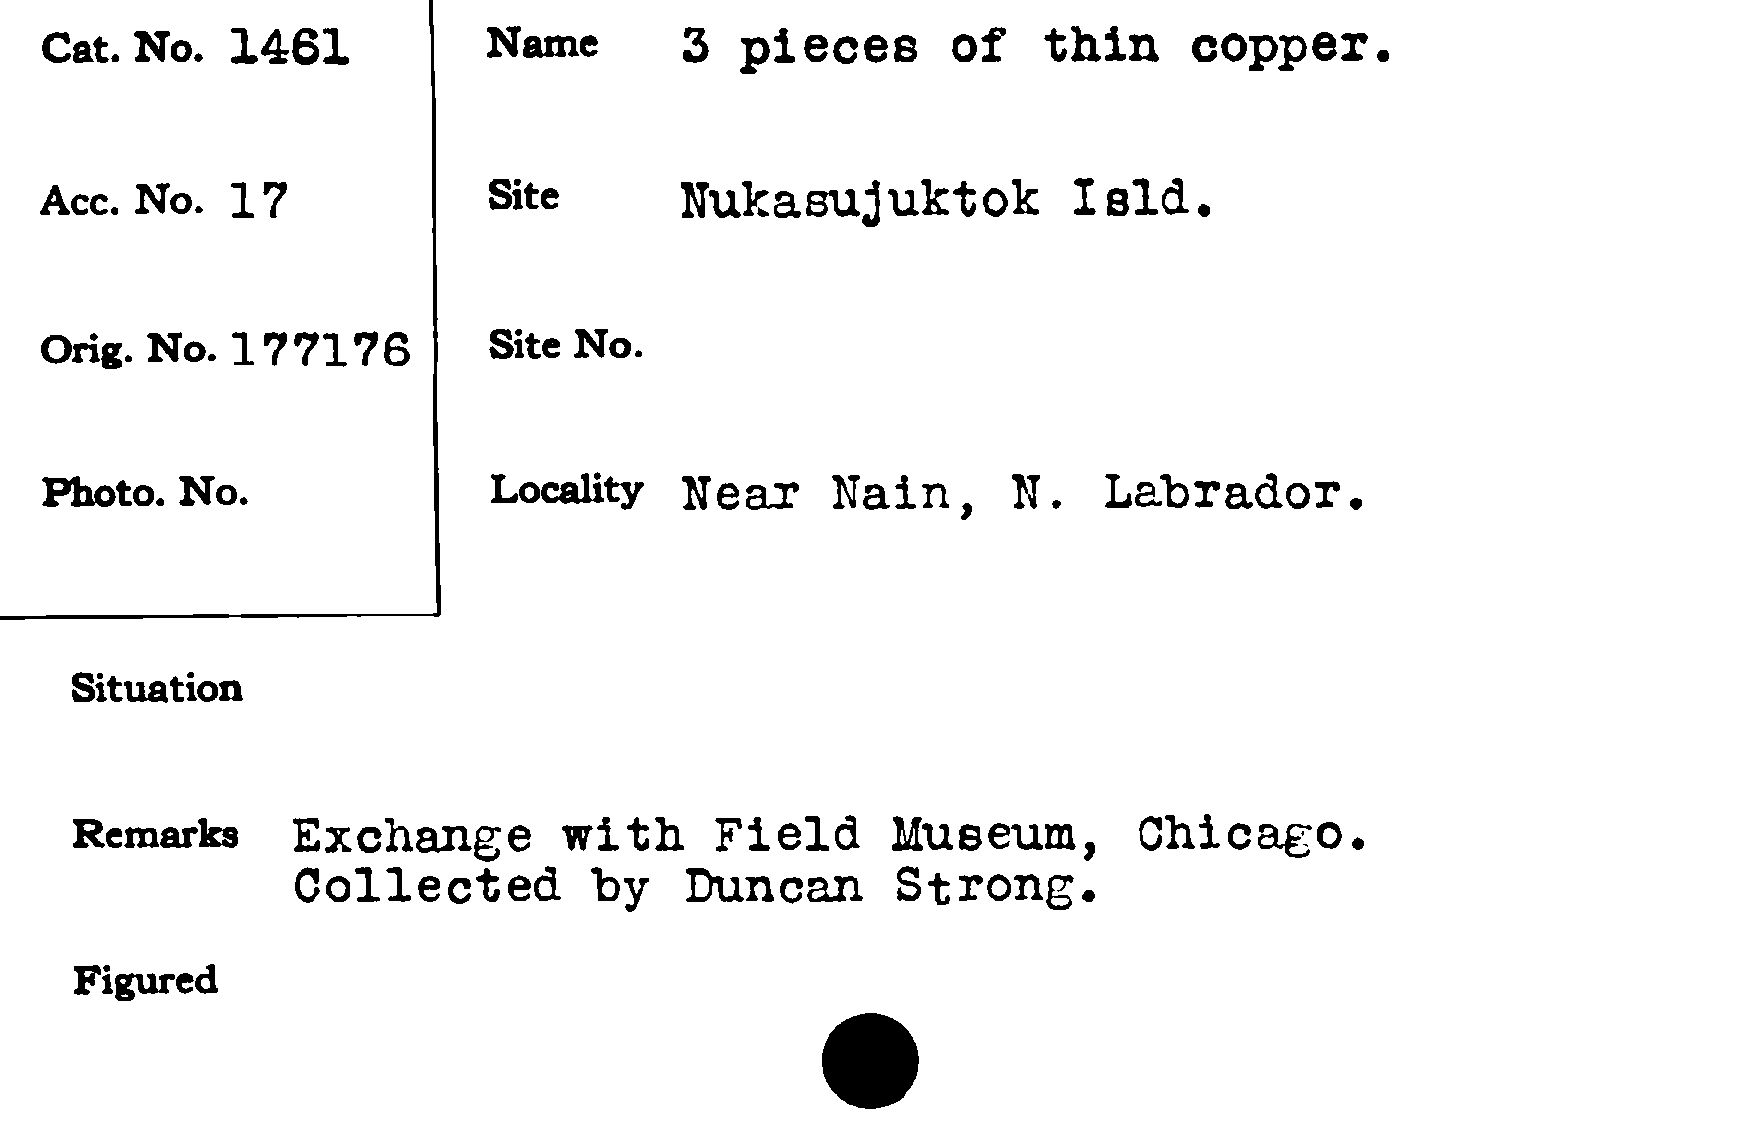 Cat. No. 1461
Acc. No. 17
Orig. No. 177176
Photo. No.
Name 3 pieces of thin copper.
Site Nukasujuktok Isld.
Site No.
Locality Near Nain, N. Labrador.
Situation
Remarks Exchange with Field Museum, Chicago.
Collected by Duncan Strong.
Figured